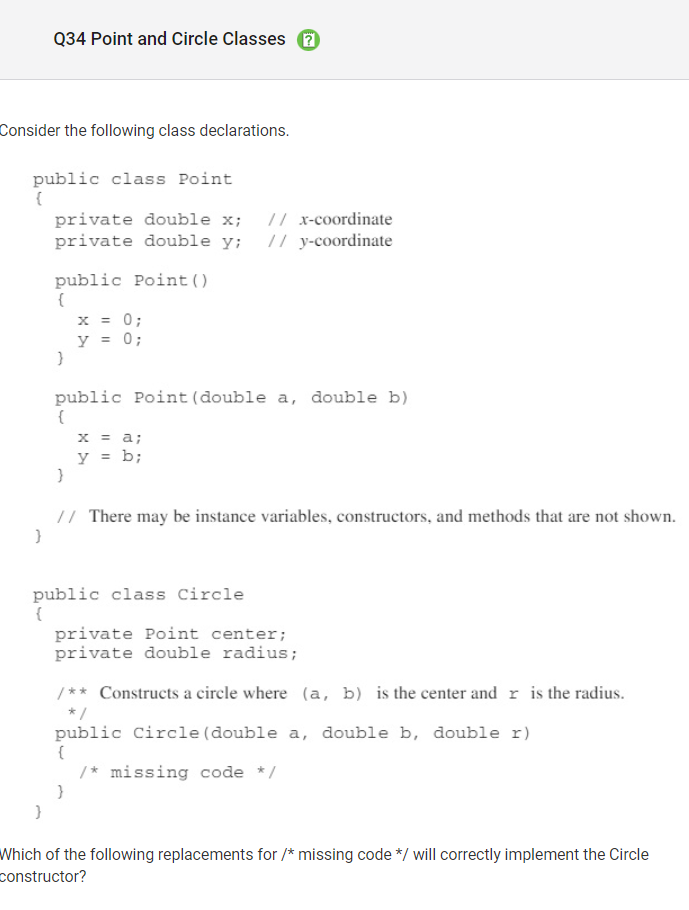 Q34 Point and Circle Classes ?
Consider the following class declarations.
public class Point
{
private double x; // x-coordinate
private double y; // y-coordinate
public Point()
{
x = 0;
y = 0;
}
public Point(double a, double b)
{
x = a;
y = b;
}
// There may be instance variables, constructors, and methods that are not shown.
}
public class Circle
{
private Point center;
private double radius;
/** Constructs a circle where (a, b) is the center and r is the radius.
*/
public Circle(double a, double b, double r)
{
/* missing code */
}
}
Which of the following replacements for /* missing code */ will correctly implement the Circle
constructor?